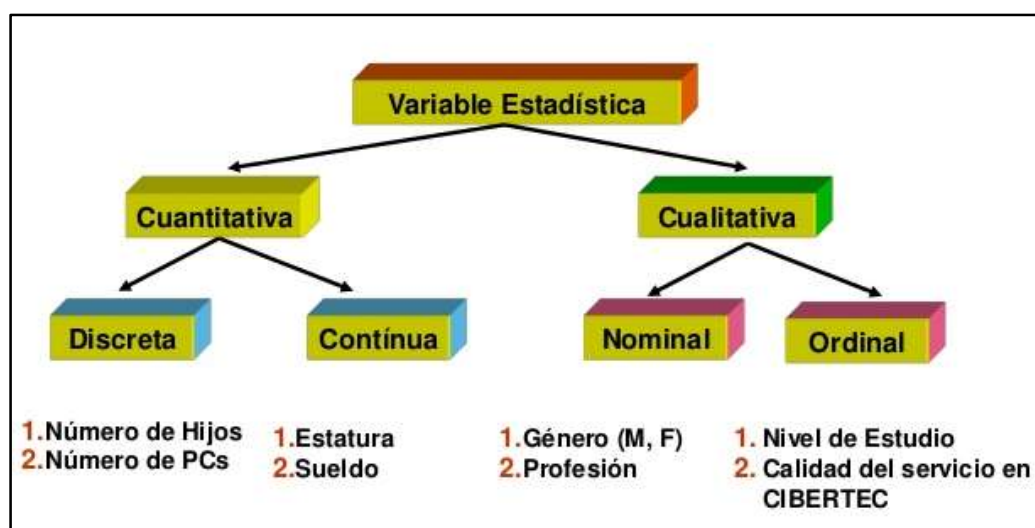 Variable Estadística
Cuantitativa
Cualitativa
Discreta
Contínua
Nominal
Ordinal
1.Número de Hijos
2.Número de PCs
1.Estatura
2.Sueldo
1.Género (M, F)
2.Profesión
1. Nivel de Estudio
2. Calidad del servicio en
CIBERTEC